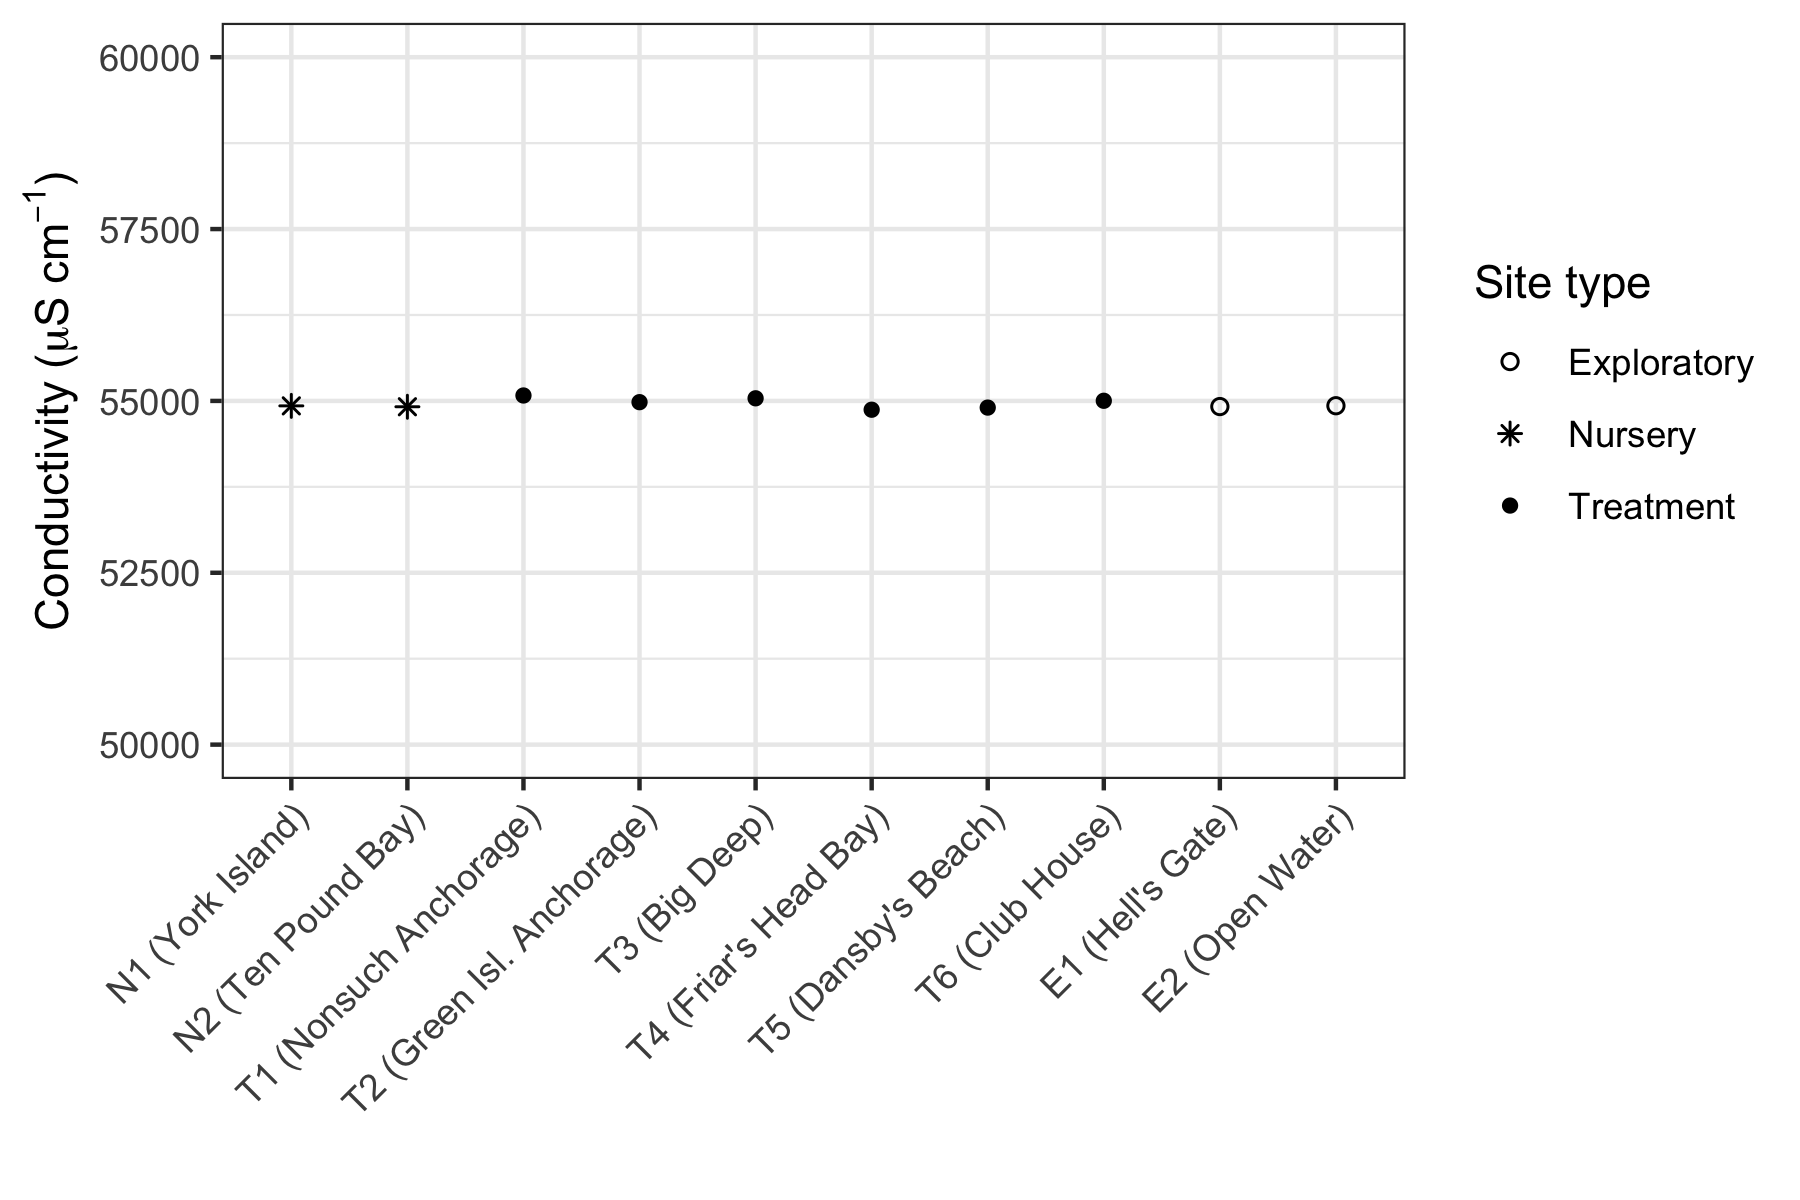 60000
57500
55000
52500
50000
Conductivity (μS cm⁻¹)
N1 (York Island)
N2 (Ten Pound Bay)
T1 (Nonsuch Anchorage)
T2 (Green Isl. Anchorage)
T3 (Big Deep)
T4 (Friar's Head Bay)
T5 (Dansby's Beach)
T6 (Club House)
E1 (Hell's Gate)
E2 (Open Water)
Site type
Exploratory
Nursery
Treatment